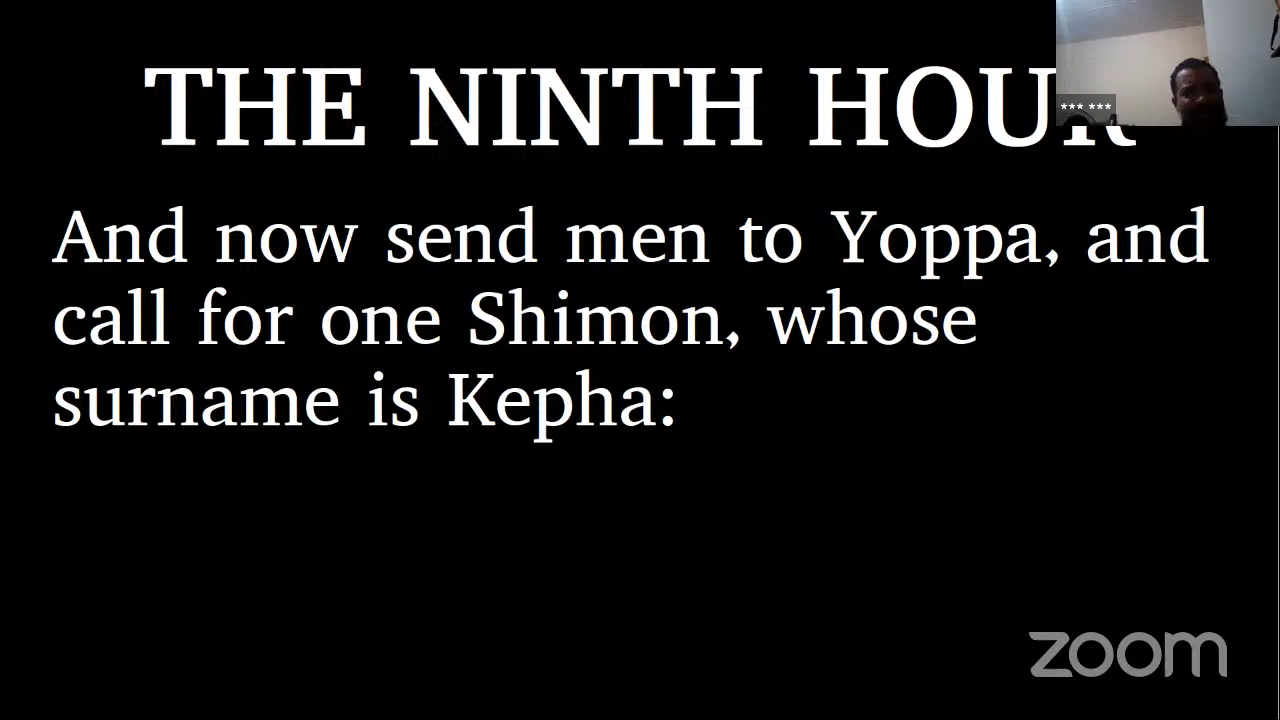 THE NINTH HOUR
*** ***
And now send men to Yoppa, and
call for one Shimon, whose
surname is Kepha:
zoom